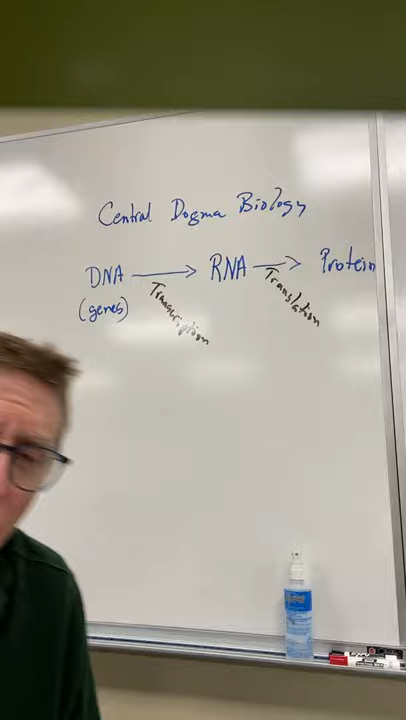 Central Dogma Biology
DNA → RNA → Protein
(genes) Transcription Translation